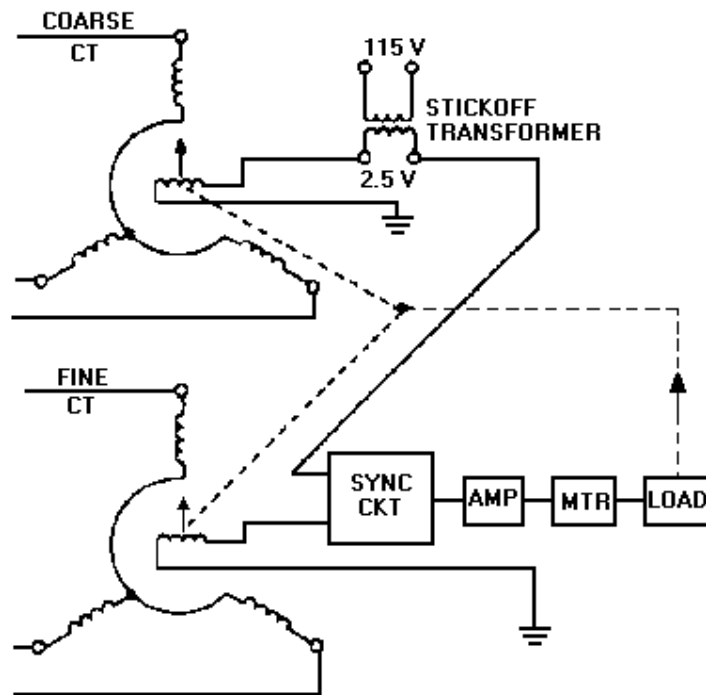 COARSE
CT
115 V
STICKOFF
TRANSFORMER
2.5 V
FINE
CT
SYNC
CKT
AMP
MTR
LOAD